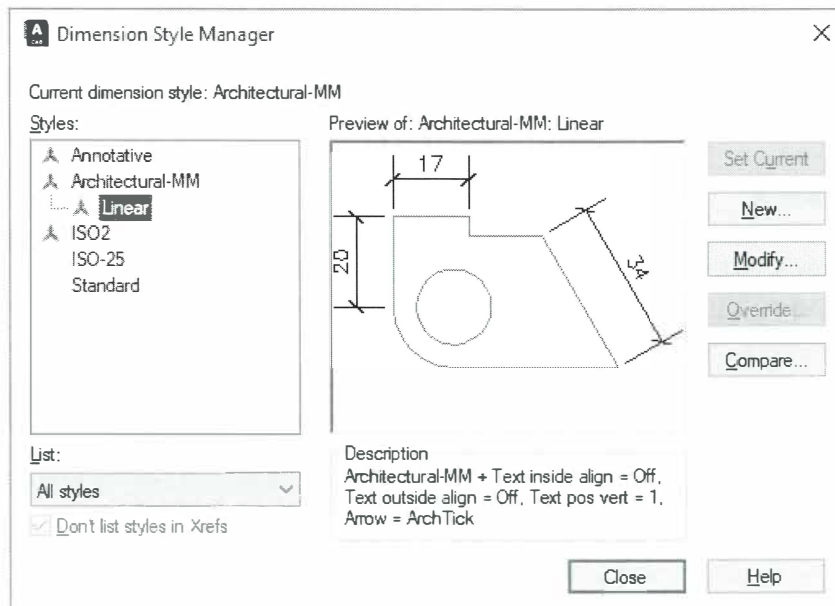 A
CAD
Dimension Style Manager
Current dimension style: Architectural-MM
Styles:
Annotative
Architectural-MM
Linear
ISO2
ISO-25
Standard
Preview of: Architectural-MM: Linear
17
20
34
Set Current
New...
Modify...
Override...
Compare...
List:
All styles
Don't list styles in Xrefs
Description
Architectural-MM + Text inside align = Off,
Text outside align = Off, Text pos vert = 1,
Arrow = ArchTick
Close
Help